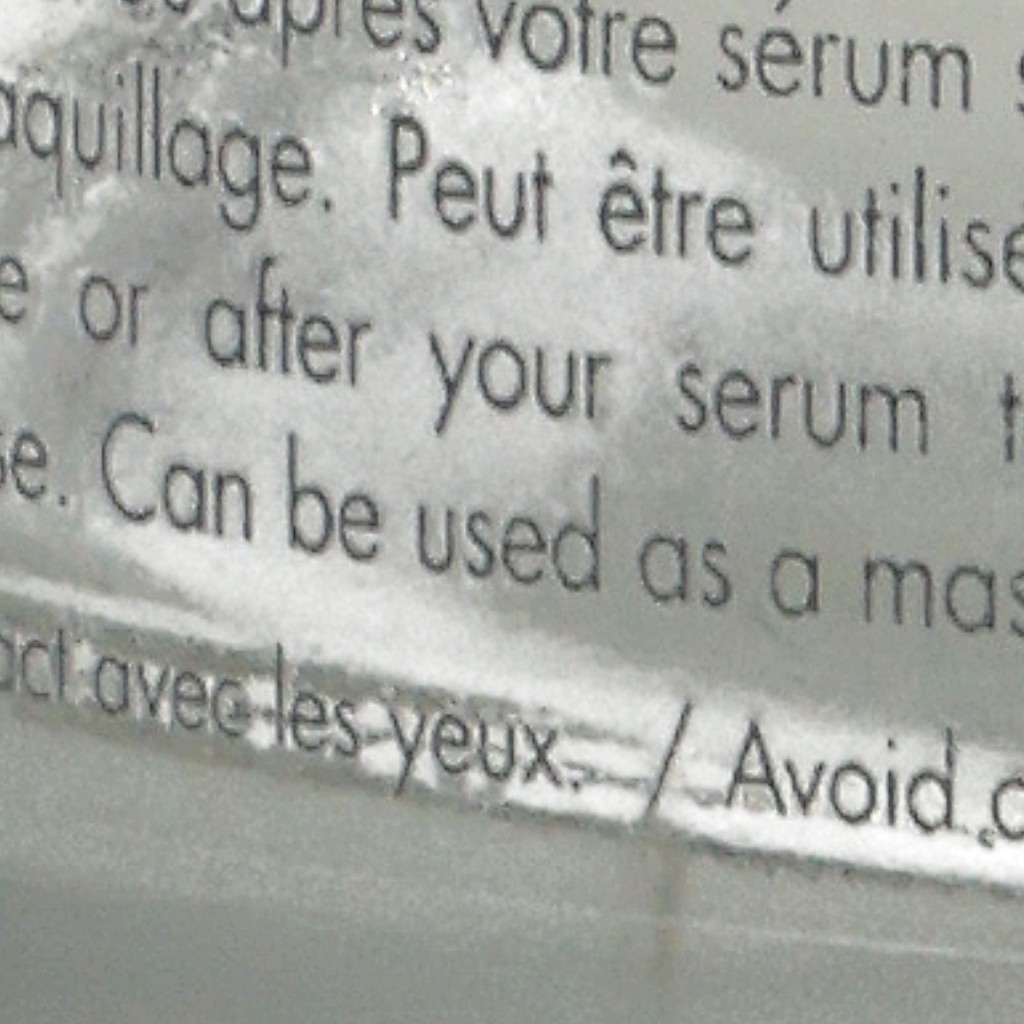 après votre sérum
aquillage. Peut être utilisé
e or after your serum t
se. Can be used as a mas
act avec les yeux. / Avoid c